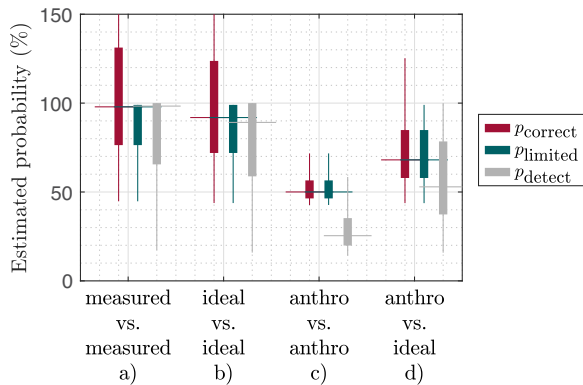 Estimated probability (%)
150
100
50
0
measured
vs.
measured
a)
ideal
vs.
ideal
b)
anthro
vs.
anthro
c)
anthro
vs.
ideal
d)
p_correct
p_limited
p_detect